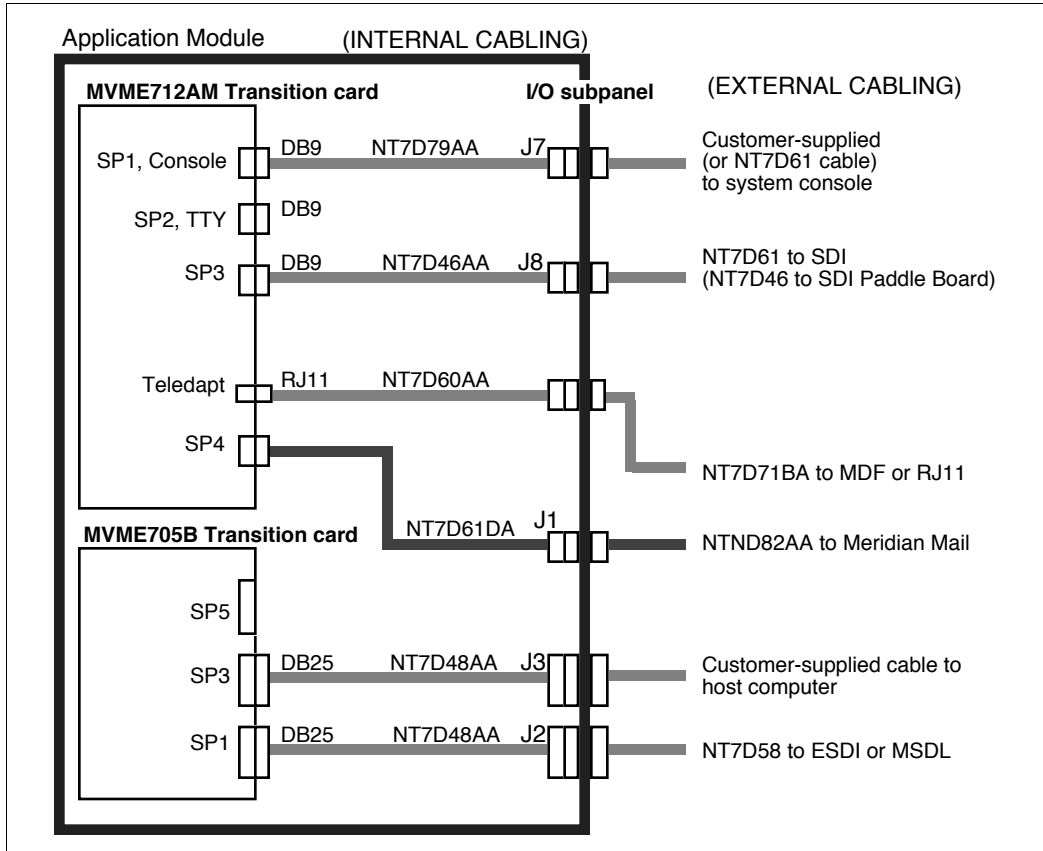 Application Module (INTERNAL CABLING)
MVME712AM Transition card I/O subpanel (EXTERNAL CABLING)
SP1, Console DB9 NT7D79AA J7 Customer-supplied
(or NT7D61 cable)
to system console
SP2, TTY DB9
SP3 DB9 NT7D46AA J8 NT7D61 to SDI
(NT7D46 to SDI Paddle Board)
Teledapt RJ11 NT7D60AA
SP4
NT7D71BA to MDF or RJ11
NT7D61DA J1 NTND82AA to Meridian Mail
MVME705B Transition card
SP5
SP3 DB25 NT7D48AA J3 Customer-supplied cable to
host computer
SP1 DB25 NT7D48AA J2 NT7D58 to ESDI or MSDL